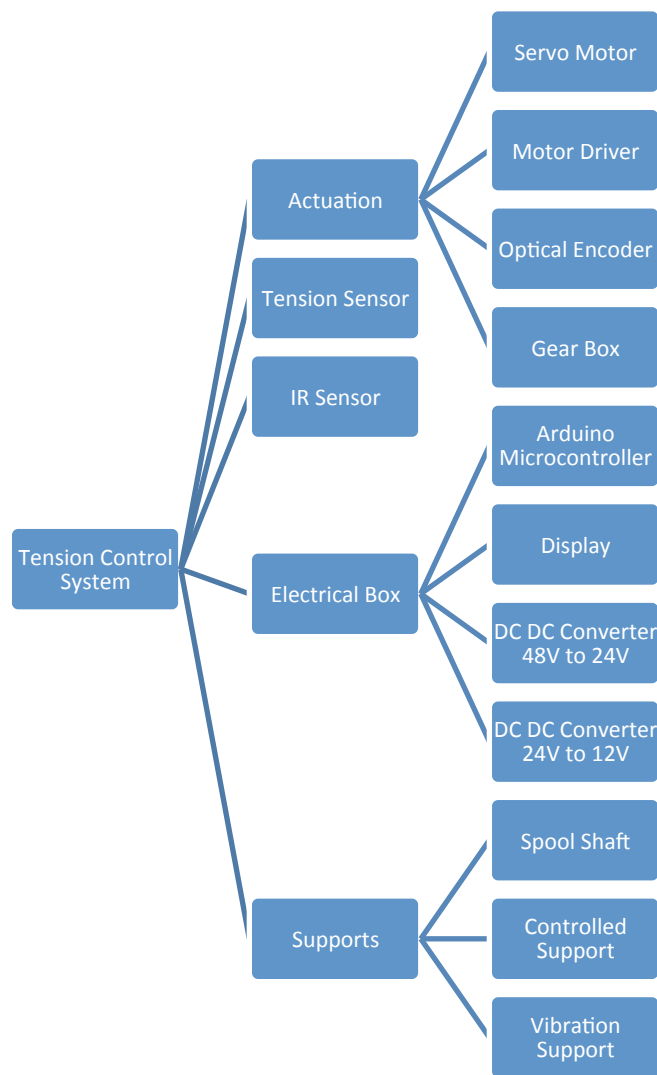 Servo Motor
Motor Driver
Actuation
Optical Encoder
Tension Sensor
Gear Box
IR Sensor
Arduino
Microcontroller
Tension Control
System
Display
Electrical Box
DC DC Converter
48V to 24V
DC DC Converter
24V to 12V
Spool Shaft
Supports
Controlled
Support
Vibration
Support